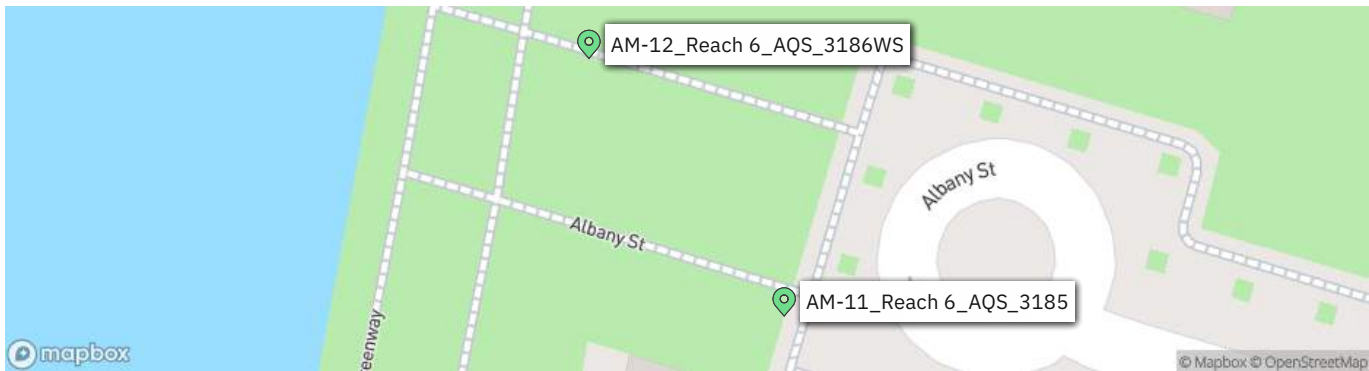 AM-12_Reach 6_AQS_3186WS
Albany St
Albany St
AM-11_Reach 6_AQS_3185
eenway
mapbox
© Mapbox © OpenStreetMap